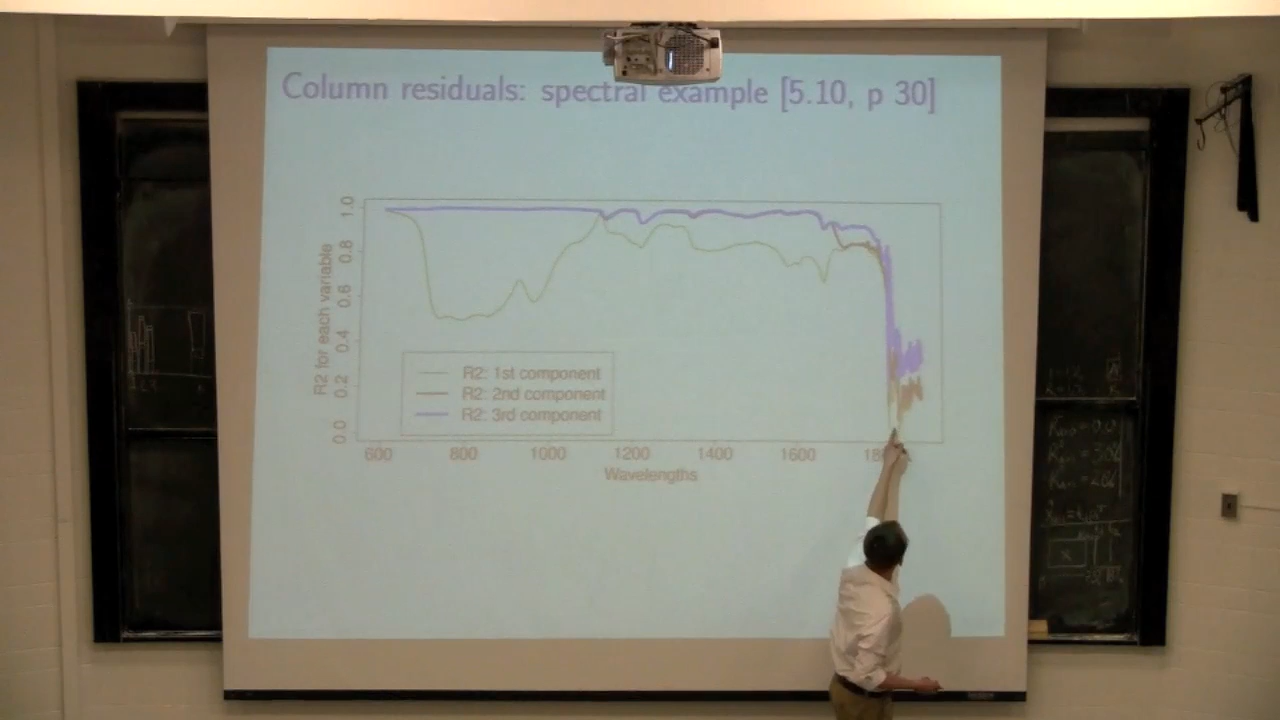 Column residuals: spectral example [5.10, p 30]
R2 for each variable
1.0
0.8
0.6
0.4
0.2
0.0
R2: 1st component
R2: 2nd component
R2: 3rd component
600 800 1000 1200 1400 1600
Wavelengths